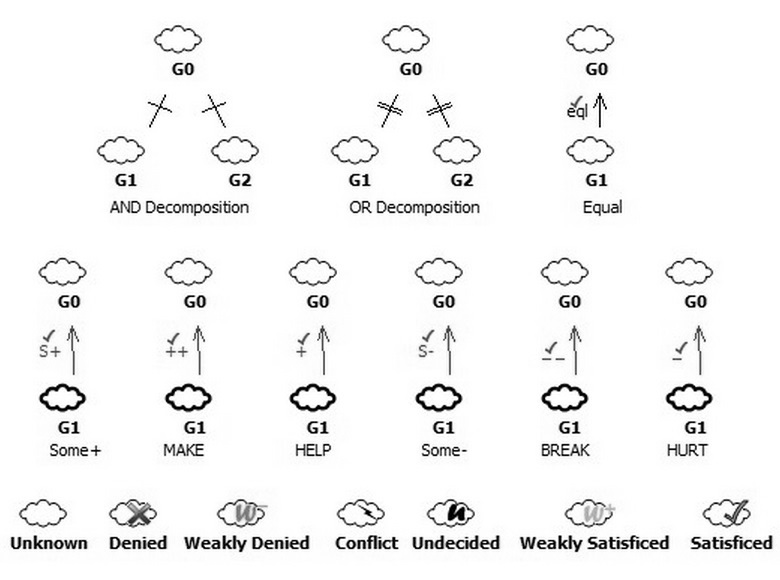 G0 G0 G0
eql
G1 G2 G1 G2 G1
AND Decomposition OR Decomposition Equal
G0 G0 G0 G0 G0 G0
S+ ++ + S- -- -
G1 G1 G1 G1 G1 G1
Some+ MAKE HELP Some- BREAK HURT
W- n W+
Unknown Denied Weakly Denied Conflict Undecided Weakly Satisficed Satisficed